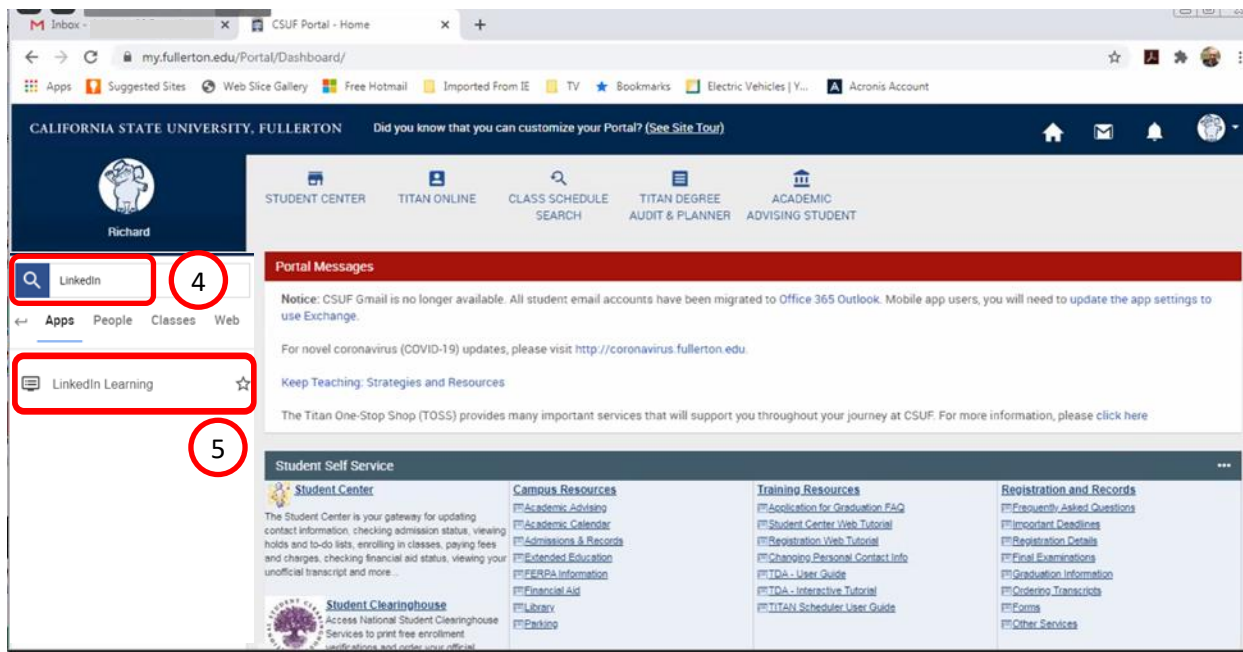 Inbox -
CSUF Portal - Home
my.fullerton.edu/Portal/Dashboard/
Apps Suggested Sites Web Slice Gallery Free Hotmail Imported From IE TV Bookmarks Electric Vehicles | Y... Acronis Account
CALIFORNIA STATE UNIVERSITY, FULLERTON Did you know that you can customize your Portal? (See Site Tour)
Richard
STUDENT CENTER
TITAN ONLINE
CLASS SCHEDULE
SEARCH
TITAN DEGREE
AUDIT & PLANNER
ACADEMIC
ADVISING STUDENT
LinkedIn
4
Apps People Classes Web
LinkedIn Learning
5
Portal Messages
Notice: CSUF Gmail is no longer available. All student email accounts have been migrated to Office 365 Outlook. Mobile app users, you will need to update the app settings to
use Exchange.
For novel coronavirus (COVID-19) updates, please visit http://coronavirus.fullerton.edu.
Keep Teaching: Strategies and Resources
The Titan One-Stop Shop (TOSS) provides many important services that will support you throughout your journey at CSUF. For more information, please click here
Student Self Service
Student Center
The Student Center is your gateway for updating
contact information, checking admission status, viewing
holds and to-do lists, enrolling in classes, paying fees
and charges, checking financial aid status, viewing your
unofficial transcript and more...
Student Clearinghouse
Access National Student Clearinghouse
Services to print free enrollment
verifications and order your official
Campus Resources
Academic Advising
Academic Calendar
Admissions & Records
Extended Education
FERPA Information
Financial Aid
Library
Parking
Training Resources
Application for Graduation FAQ
Student Center Web Tutorial
Registration Web Tutorial
Changing Personal Contact Info
TDA - User Guide
TDA - Interactive Tutorial
TITAN Scheduler User Guide
Registration and Records
Frequently Asked Questions
Important Deadlines
Registration Details
Final Examinations
Graduation Information
Ordering Transcripts
Forms
Other Services